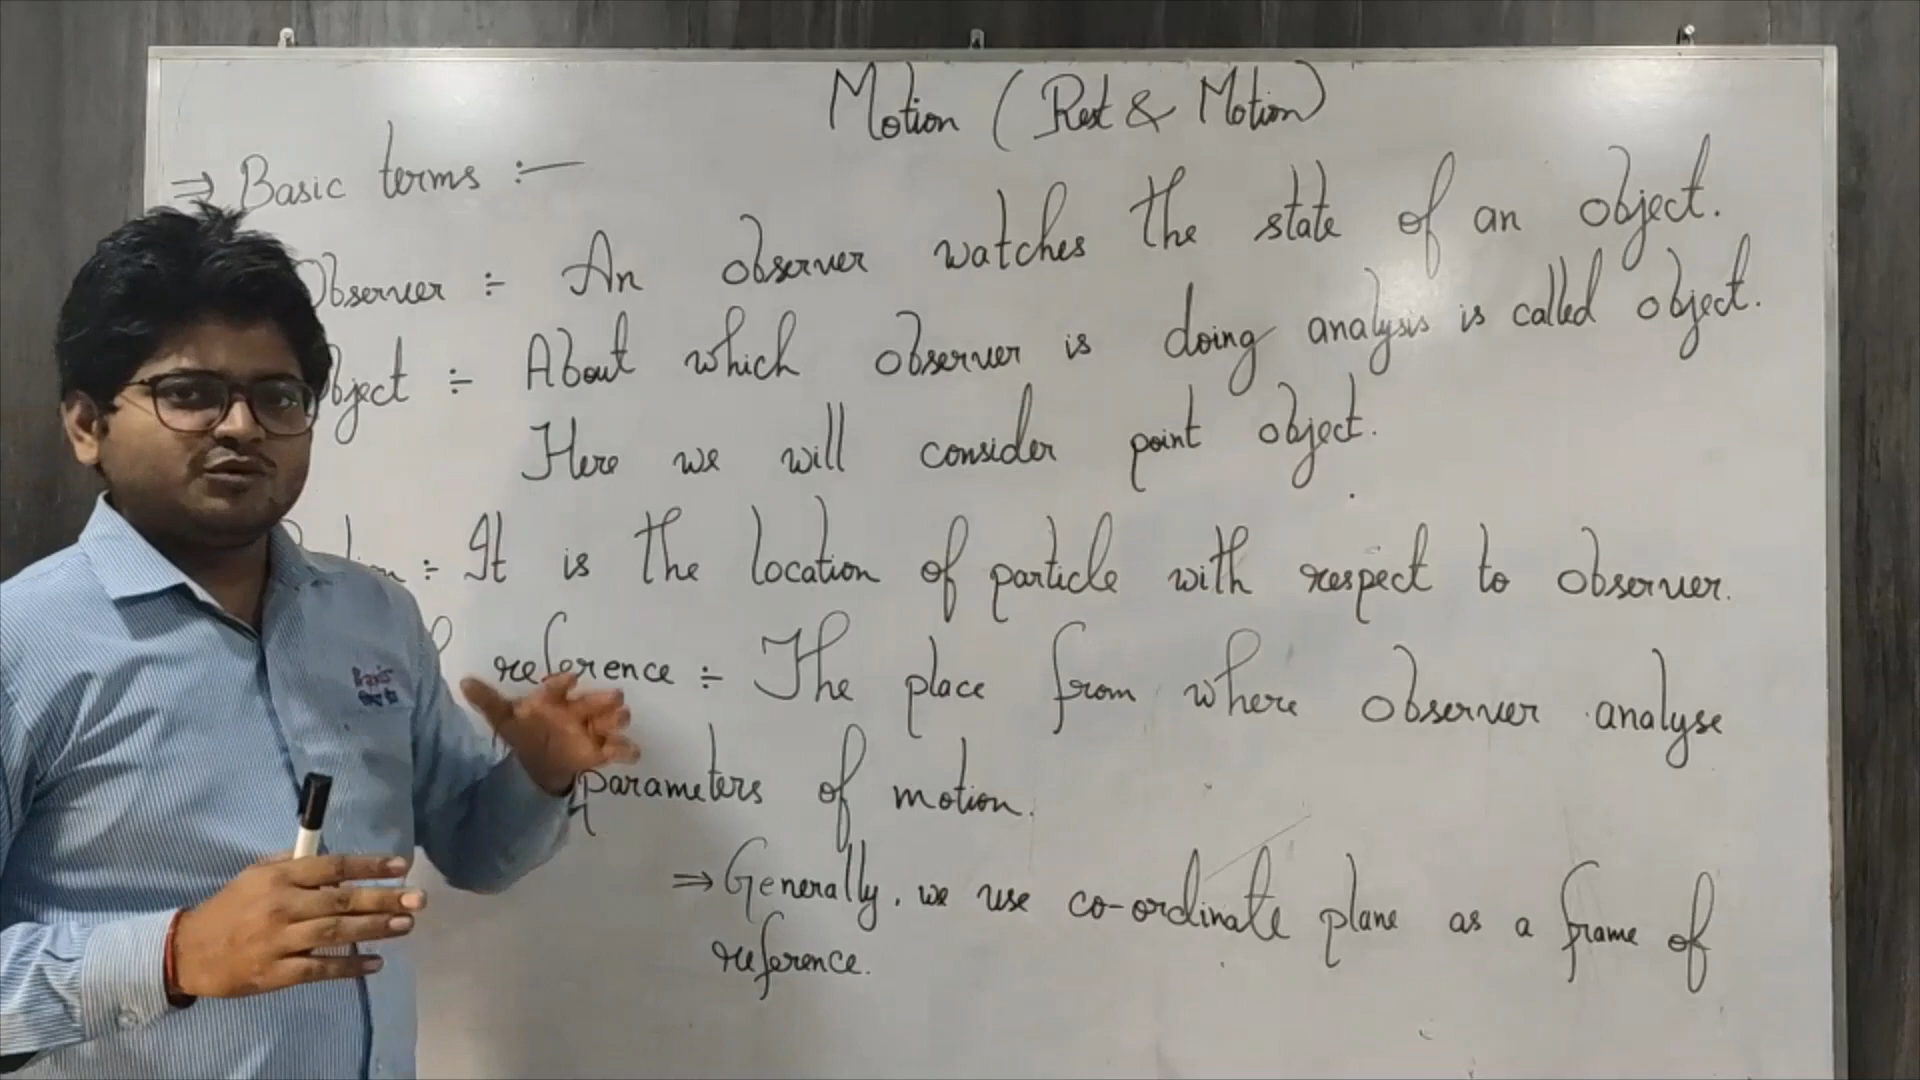 Motion (Rest & Motion)
⇒ Basic terms :—
Observer ÷ An observer watches the state of an object.
Object ÷ About which observer is doing analysis is called object.
Here we will consider point object.
÷ It is the location of particle with respect to observer.
reference ÷ The place from where observer analyse
parameters of motion.
⇒ Generally, we use co-ordinate plane as a frame of
reference.